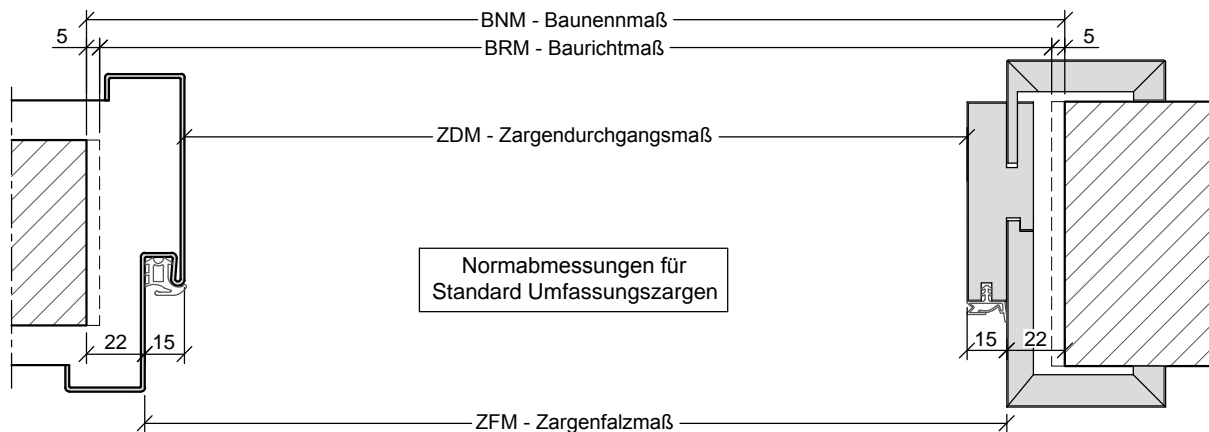 BNM - Baunennmaß
5
BRM - Baurichtmaß
5
ZDM - Zargendurchgangsmaß
Normabmessungen für
Standard Umfassungszargen
22
15
15
22
ZFM - Zargenfalzmaß